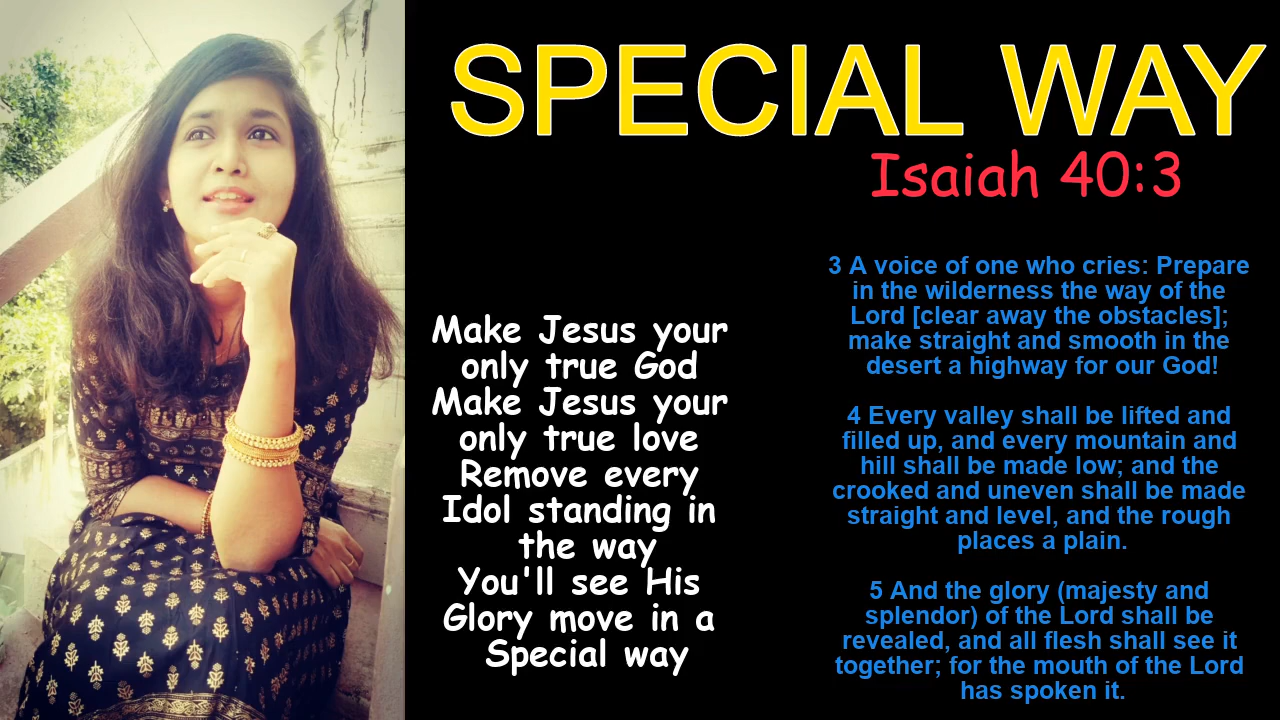 SPECIAL WAY
Isaiah 40:3
Make Jesus your
only true God
Make Jesus your
only true love
Remove every
Idol standing in
the way
You'll see His
Glory move in a
Special way
3 A voice of one who cries: Prepare
in the wilderness the way of the
Lord [clear away the obstacles];
make straight and smooth in the
desert a highway for our God!
4 Every valley shall be lifted and
filled up, and every mountain and
hill shall be made low; and the
crooked and uneven shall be made
straight and level, and the rough
places a plain.
5 And the glory (majesty and
splendor) of the Lord shall be
revealed, and all flesh shall see it
together; for the mouth of the Lord
has spoken it.